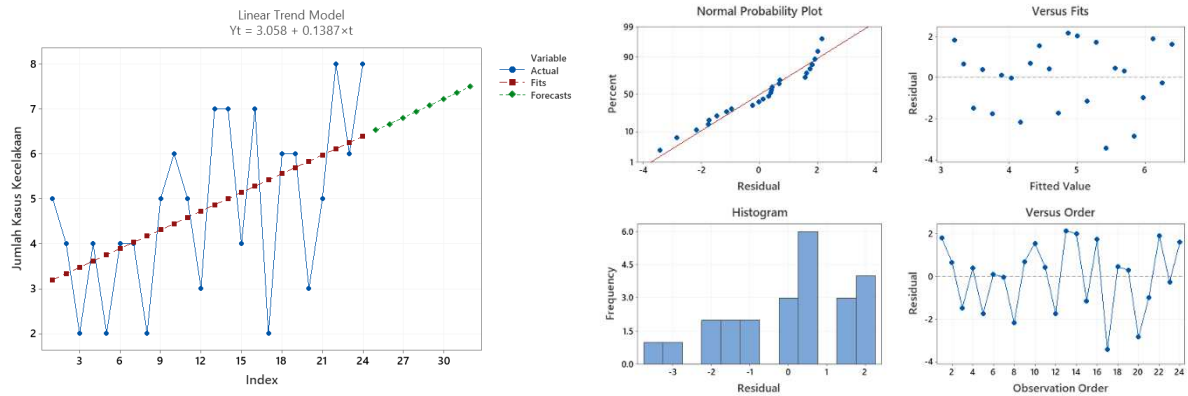 Linear Trend Model
Yt = 3.058 + 0.1387×t
Variable
Actual
Fits
Forecasts
Jumlah Kasus Kecelakaan
8
7
6
5
4
3
2
3 6 9 12 15 18 21 24 27 30
Index
Normal Probability Plot
Percent
99
90
50
10
1
-4 -2 0 2 4
Residual
Versus Fits
Residual
2
0
-2
-4
3 4 5 6
Fitted Value
Histogram
Frequency
6.0
4.5
3.0
1.5
0.0
-3 -2 -1 0 1 2
Residual
Versus Order
Residual
2
0
-2
-4
2 4 6 8 10 12 14 16 18 20 22 24
Observation Order